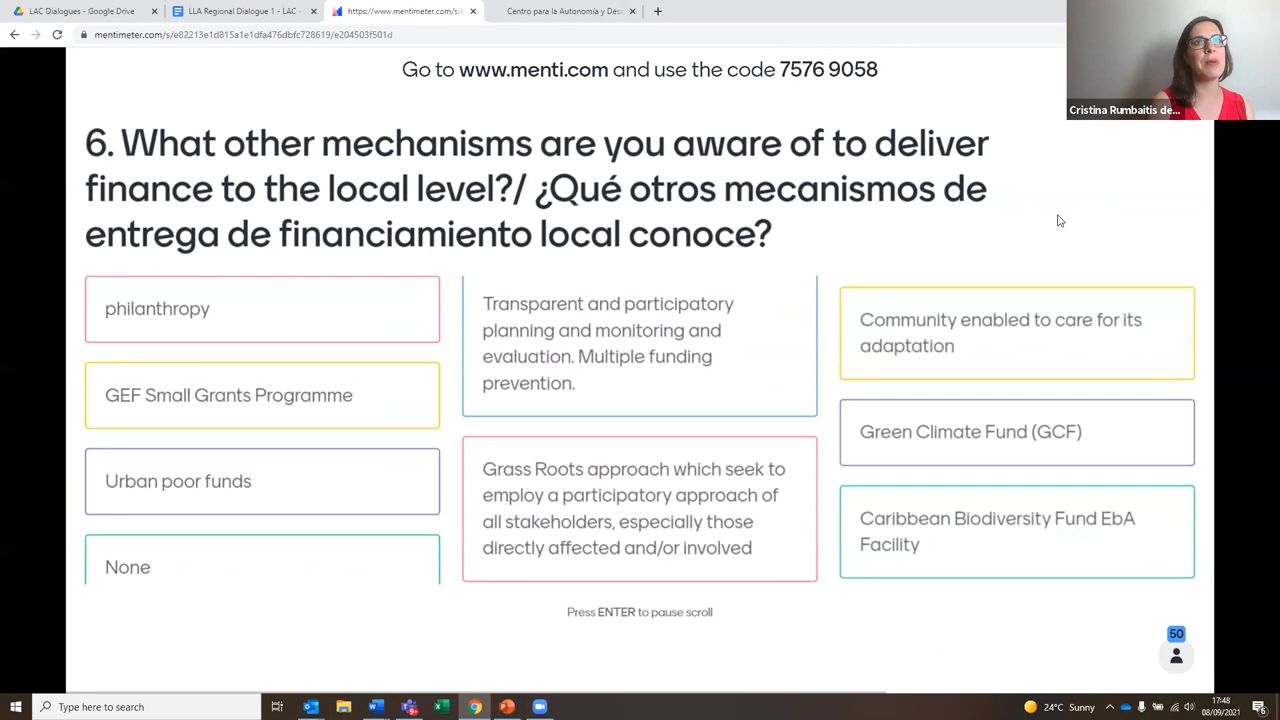 LAC Dialogues - Google Drive
LLA Regional Dialogue 1 - LAC -
https://www.mentimeter.com/s/e
Centro para la Autonomía y Des
mentimeter.com/s/e82213e1d815a1e1dfa476dbfc728619/e204503f501d
Go to www.menti.com and use the code 7576 9058
Cristina Rumbaitis de...
6. What other mechanisms are you aware of to deliver
finance to the local level?/ ¿Qué otros mecanismos de
entrega de financiamiento local conoce?
philanthropy
GEF Small Grants Programme
Urban poor funds
None
Transparent and participatory
planning and monitoring and
evaluation. Multiple funding
prevention.
Grass Roots approach which seek to
employ a participatory approach of
all stakeholders, especially those
directly affected and/or involved
Community enabled to care for its
adaptation
Green Climate Fund (GCF)
Caribbean Biodiversity Fund EbA
Facility
Press ENTER to pause scroll
50
Type here to search
24°C Sunny
17:48
08/09/2021
6